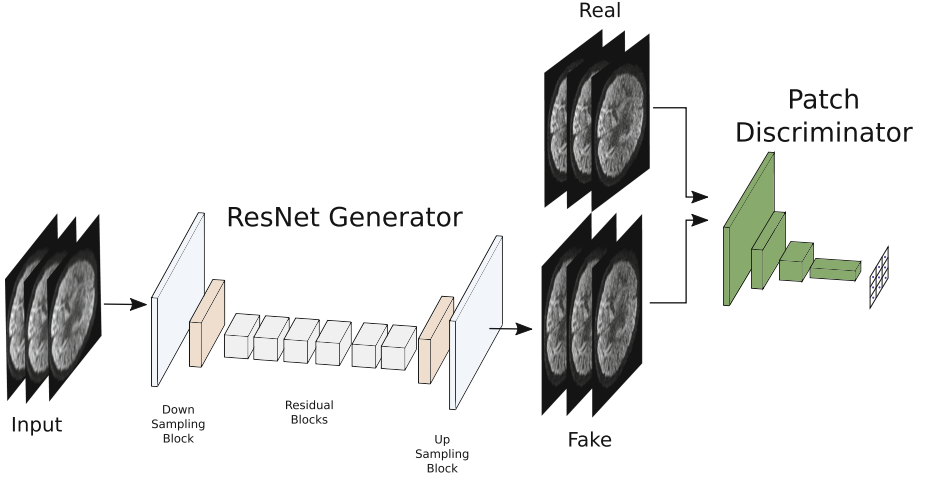 Real
Patch
Discriminator
ResNet Generator
Input
Down
Sampling
Block
Residual
Blocks
Up
Sampling
Block
Fake